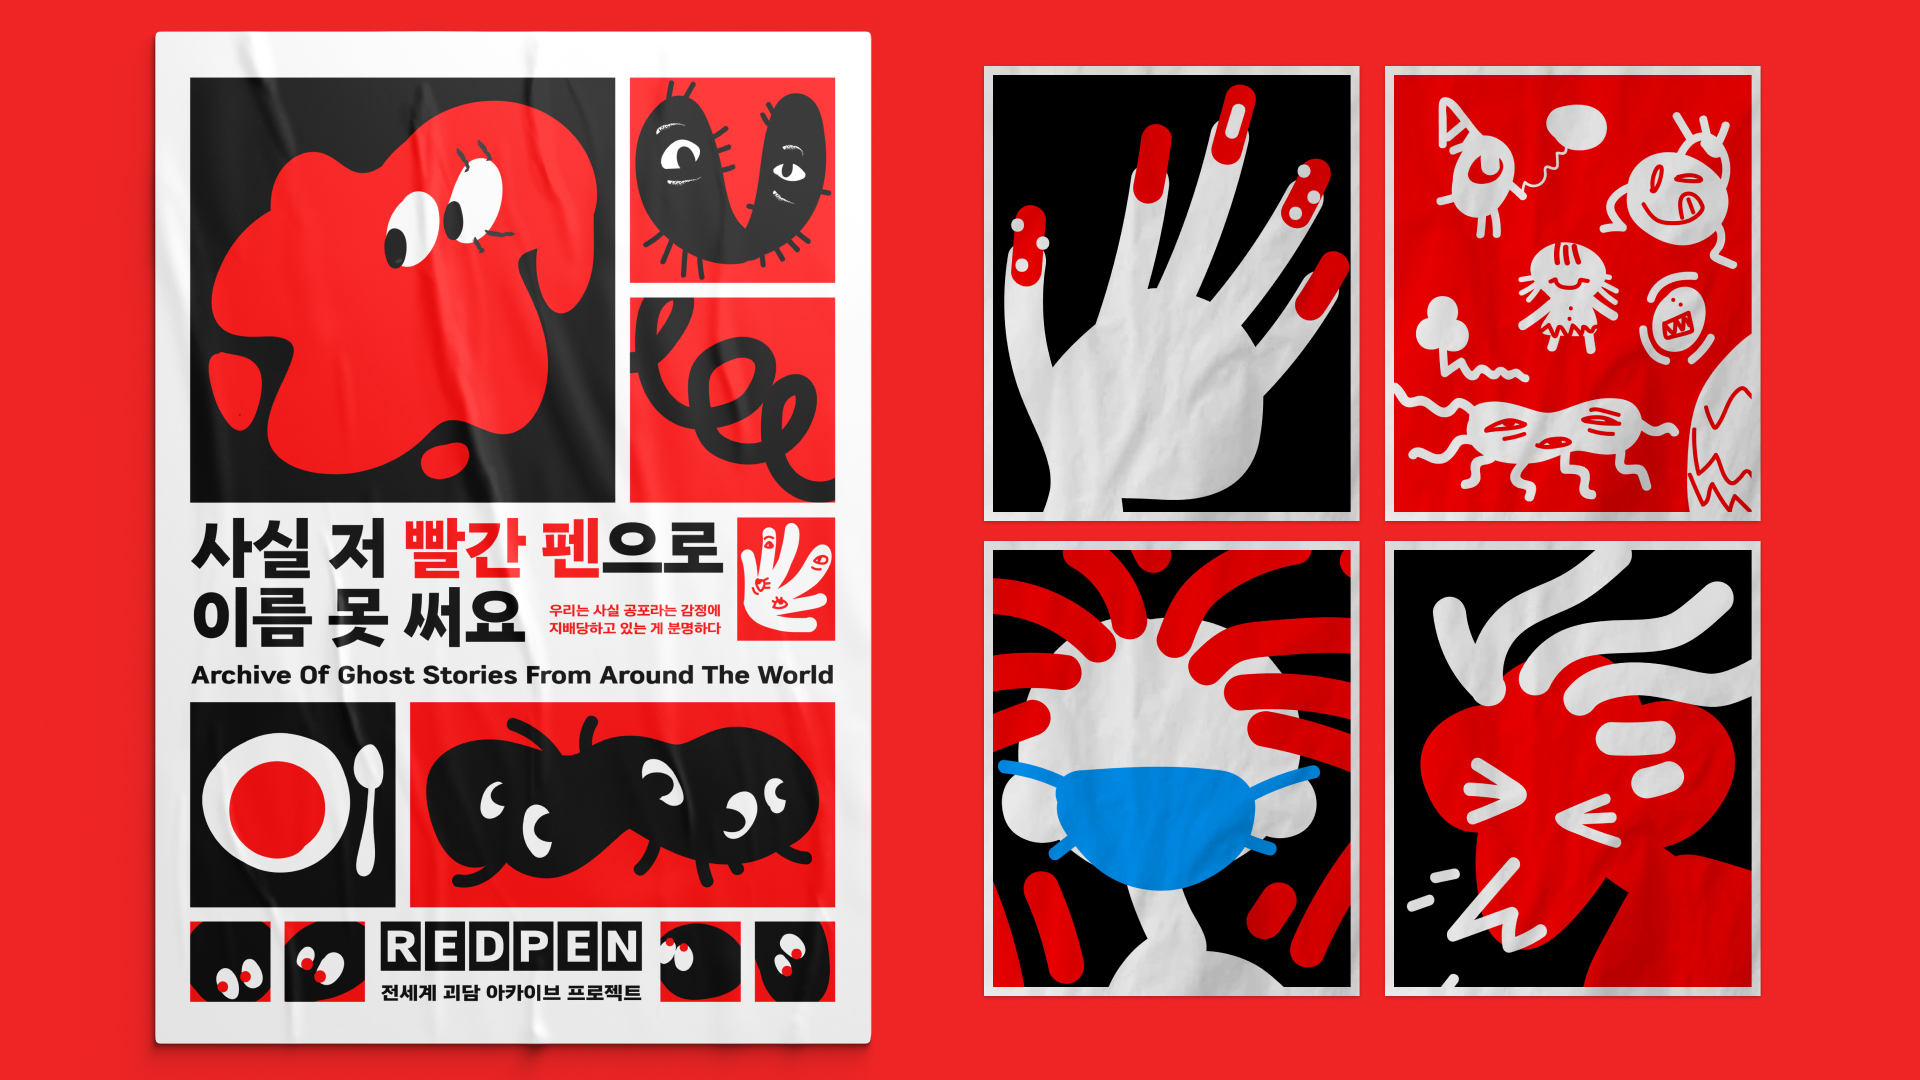 사실 저 빨간 펜으로
이름 못 써요
우리는 사실 공포라는 감정에
지배당하고 있는 게 분명하다
Archive Of Ghost Stories From Around The World
REDPEN
전세계 괴담 아카이브 프로젝트